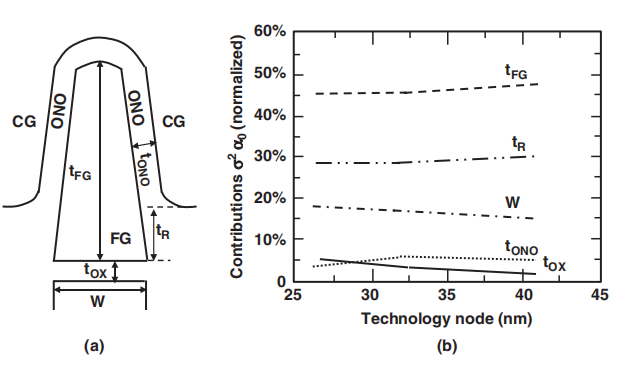 CG
ONO
ONO
CG
tFG
tONO
FG
tR
tOX
W
(a)
Contributions σ² α0 (normalized)
60%
50%
40%
30%
20%
10%
0
25
30
35
40
45
tFG
tR
W
tONO
tOX
Technology node (nm)
(b)